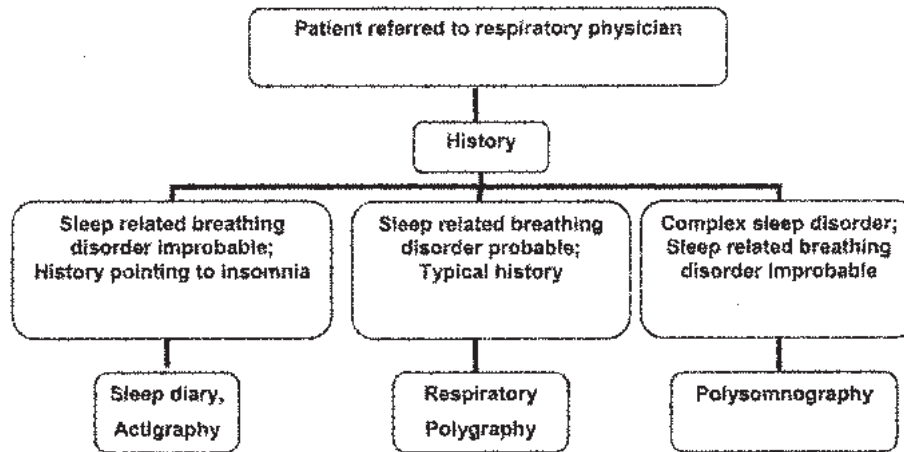 Patient referred to respiratory physician
History
Sleep related breathing
disorder improbable;
History pointing to insomnia
Sleep related breathing
disorder probable;
Typical history
Complex sleep disorder;
Sleep related breathing
disorder Improbable
Sleep diary,
Actigraphy
Respiratory
Polygraphy
Polysomnography